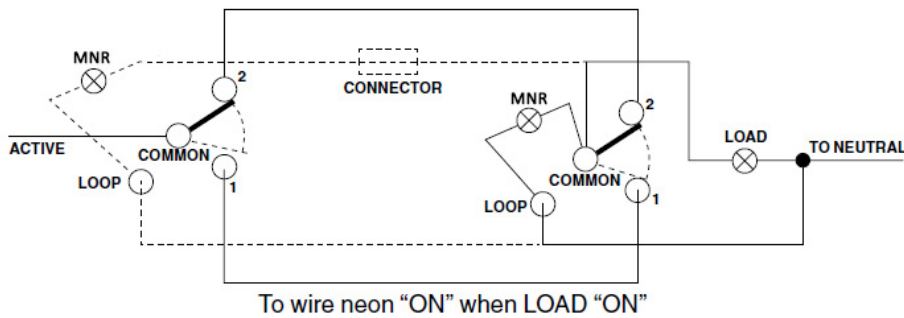 MNR
2
CONNECTOR
MNR
2
ACTIVE
COMMON
LOAD
TO NEUTRAL
LOOP
1
COMMON
LOOP
1
To wire neon “ON” when LOAD “ON”